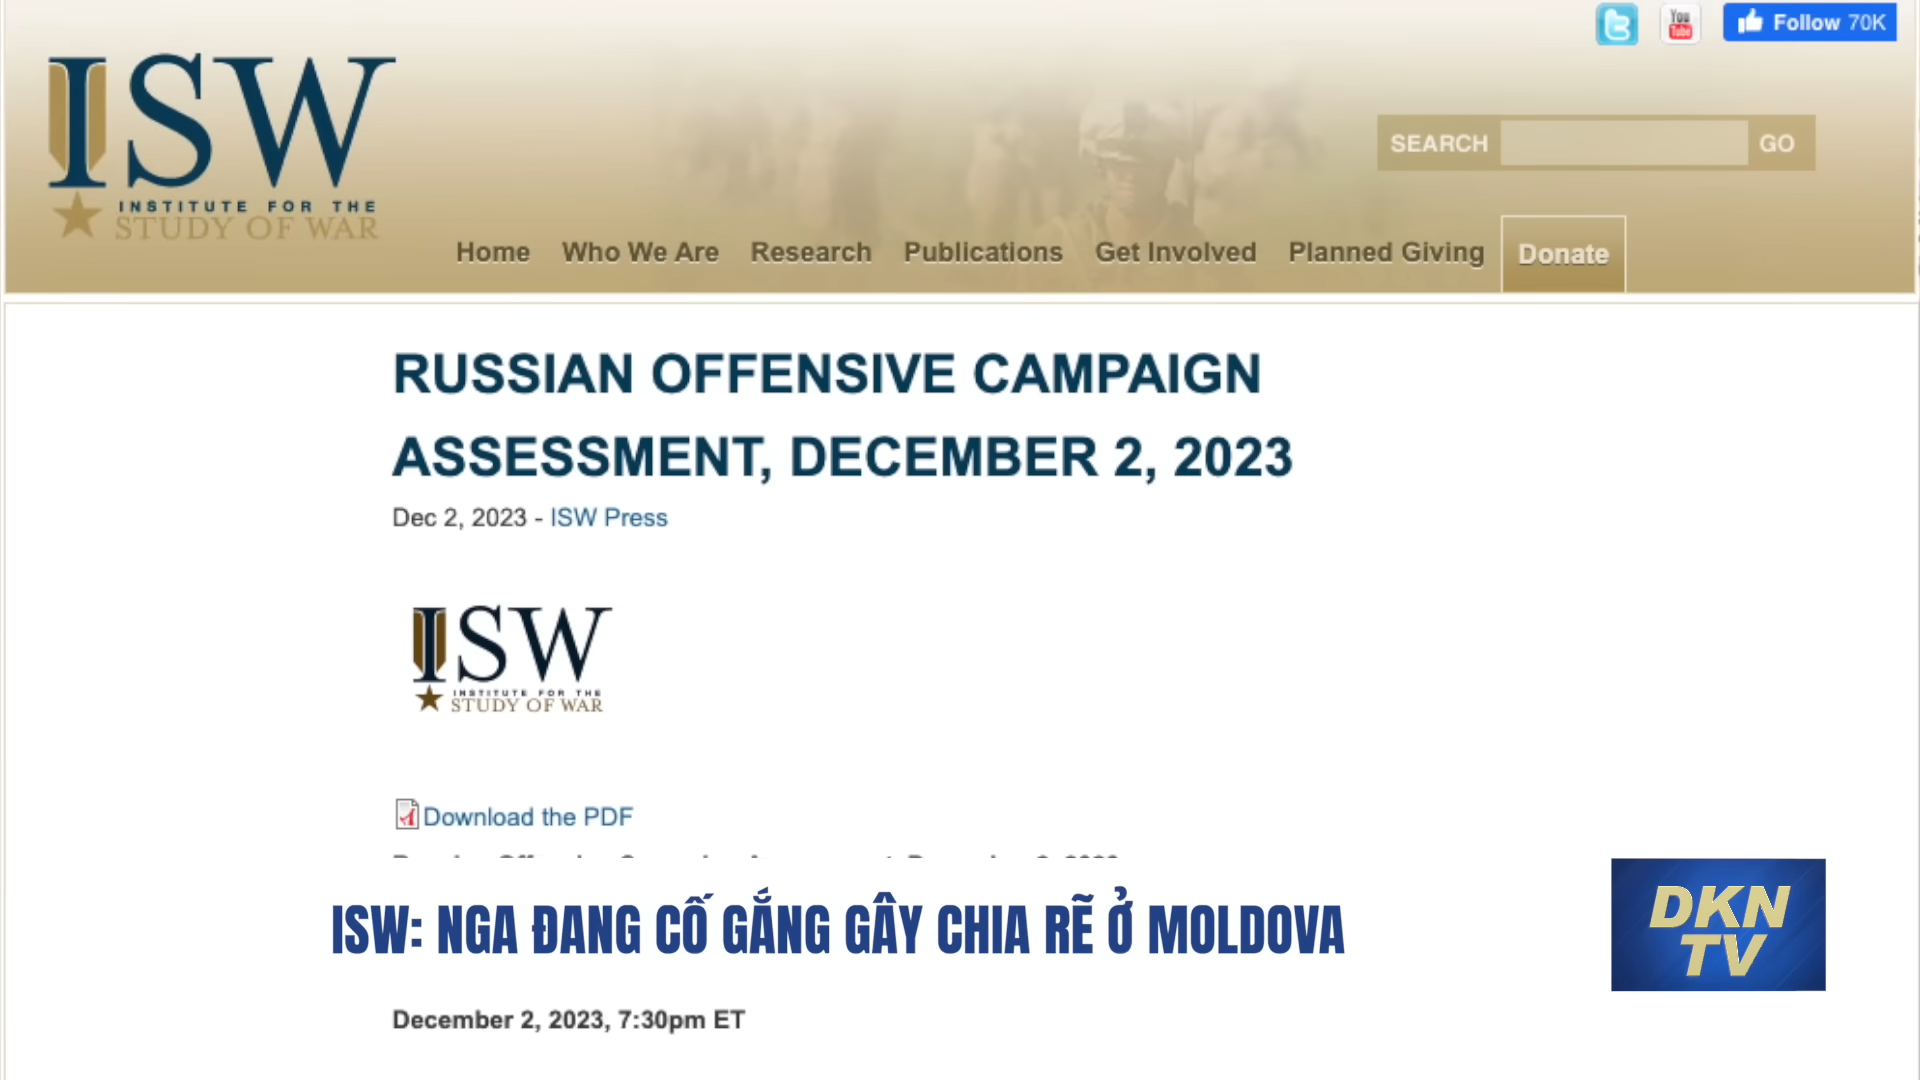 You
Tube
Follow 70K
ISW
INSTITUTE FOR THE
STUDY OF WAR
SEARCH
GO
Home
Who We Are
Research
Publications
Get Involved
Planned Giving
Donate
RUSSIAN OFFENSIVE CAMPAIGN
ASSESSMENT, DECEMBER 2, 2023
Dec 2, 2023 - ISW Press
ISW
INSTITUTE FOR THE
STUDY OF WAR
Download the PDF
ISW: NGA ĐANG CỐ GẮNG GÂY CHIA RẼ Ở MOLDOVA
DKN
TV
December 2, 2023, 7:30pm ET